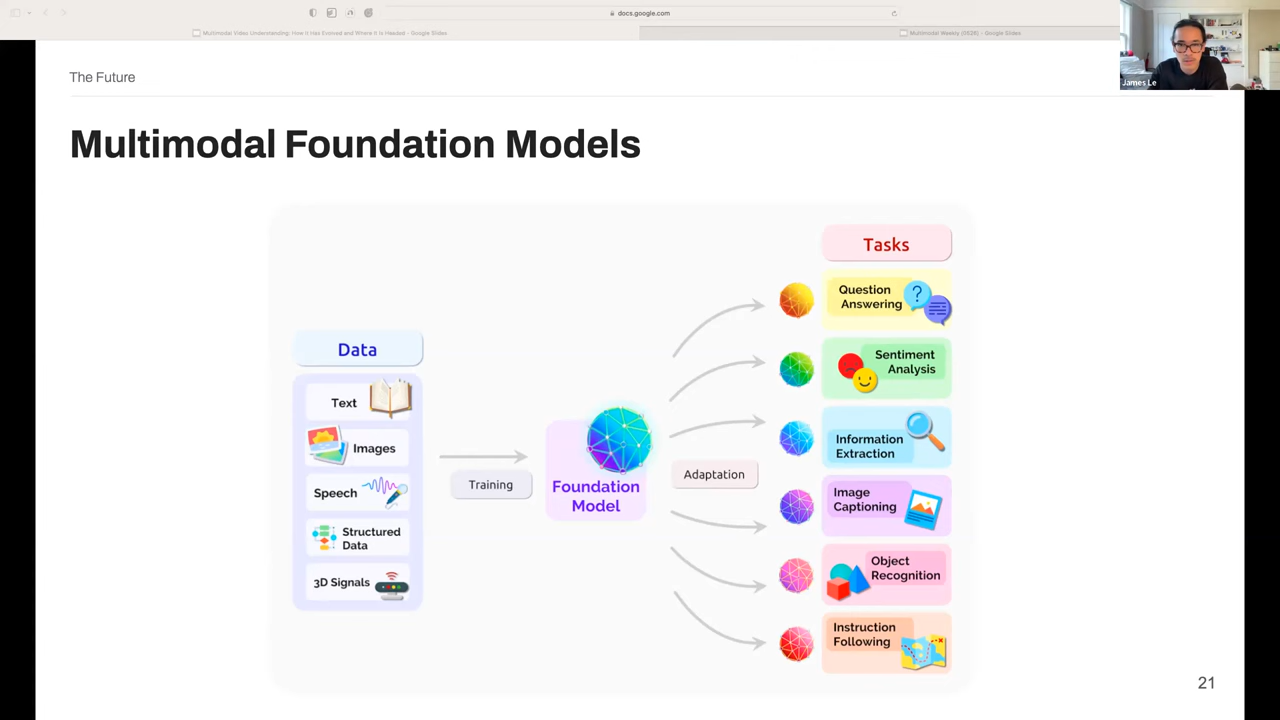 docs.google.com
Multimodal Video Understanding: How It Has Evolved and Where It Is Headed - Google Slides
Multimodal Weekly (0526) - Google Slides
James Le
The Future
Multimodal Foundation Models
Data
Text
Images
Speech
Structured
Data
3D Signals
Training
Foundation
Model
Adaptation
Tasks
Question
Answering
?
Sentiment
Analysis
Information
Extraction
Image
Captioning
Object
Recognition
Instruction
Following
21